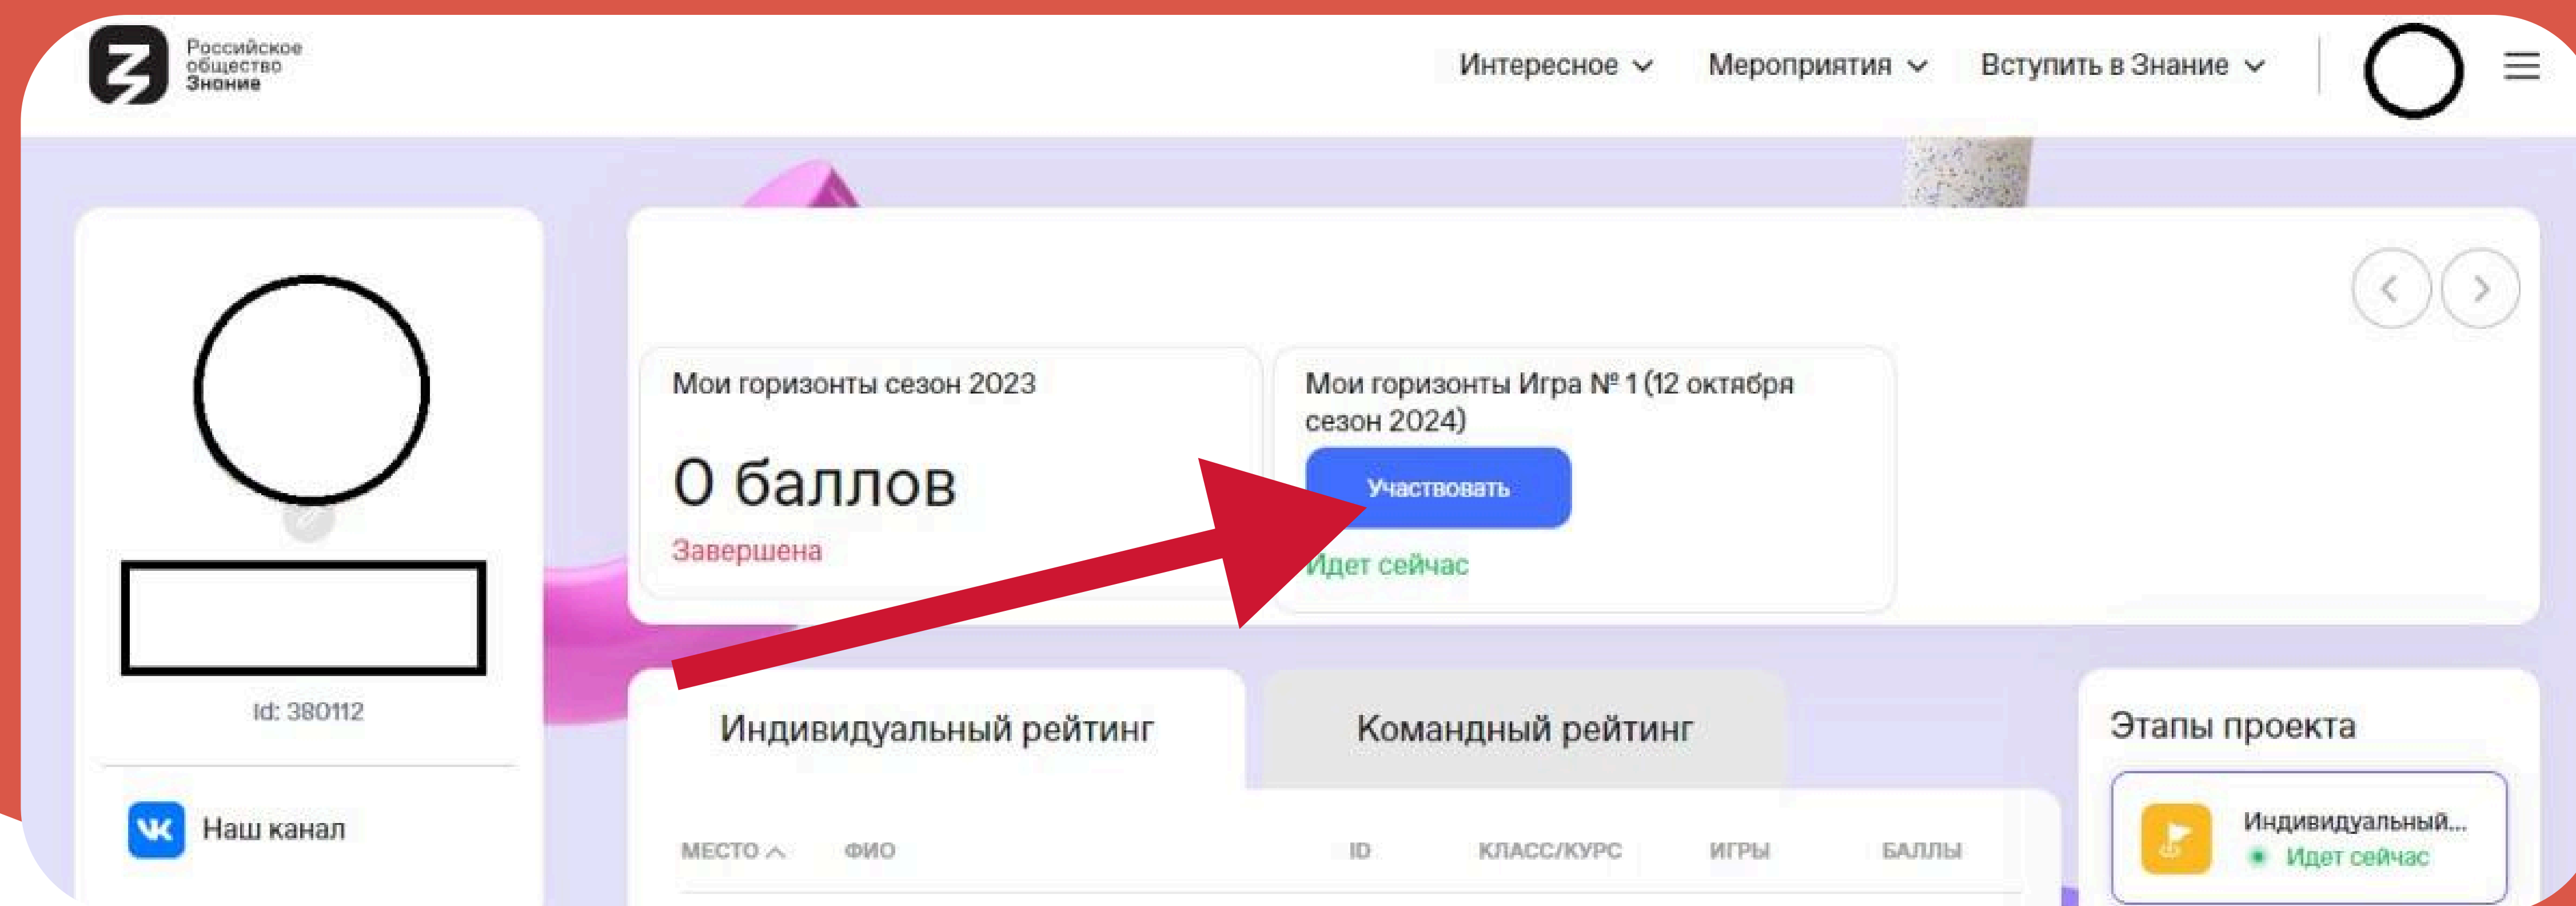 Российское
общество
Знание
Интересное
Мероприятия
Вступить в Знание
Мои горизонты сезон 2023
0 баллов
Завершена
Мои горизонты Игра № 1 (12 октября
сезон 2024)
Участвовать
Идет сейчас
Id: 380112
Наш канал
Индивидуальный рейтинг
Командный рейтинг
МЕСТО
ФИО
ID
КЛАСС/КУРС
ИГРЫ
БАЛЛЫ
Этапы проекта
Индивидуальный...
Идет сейчас